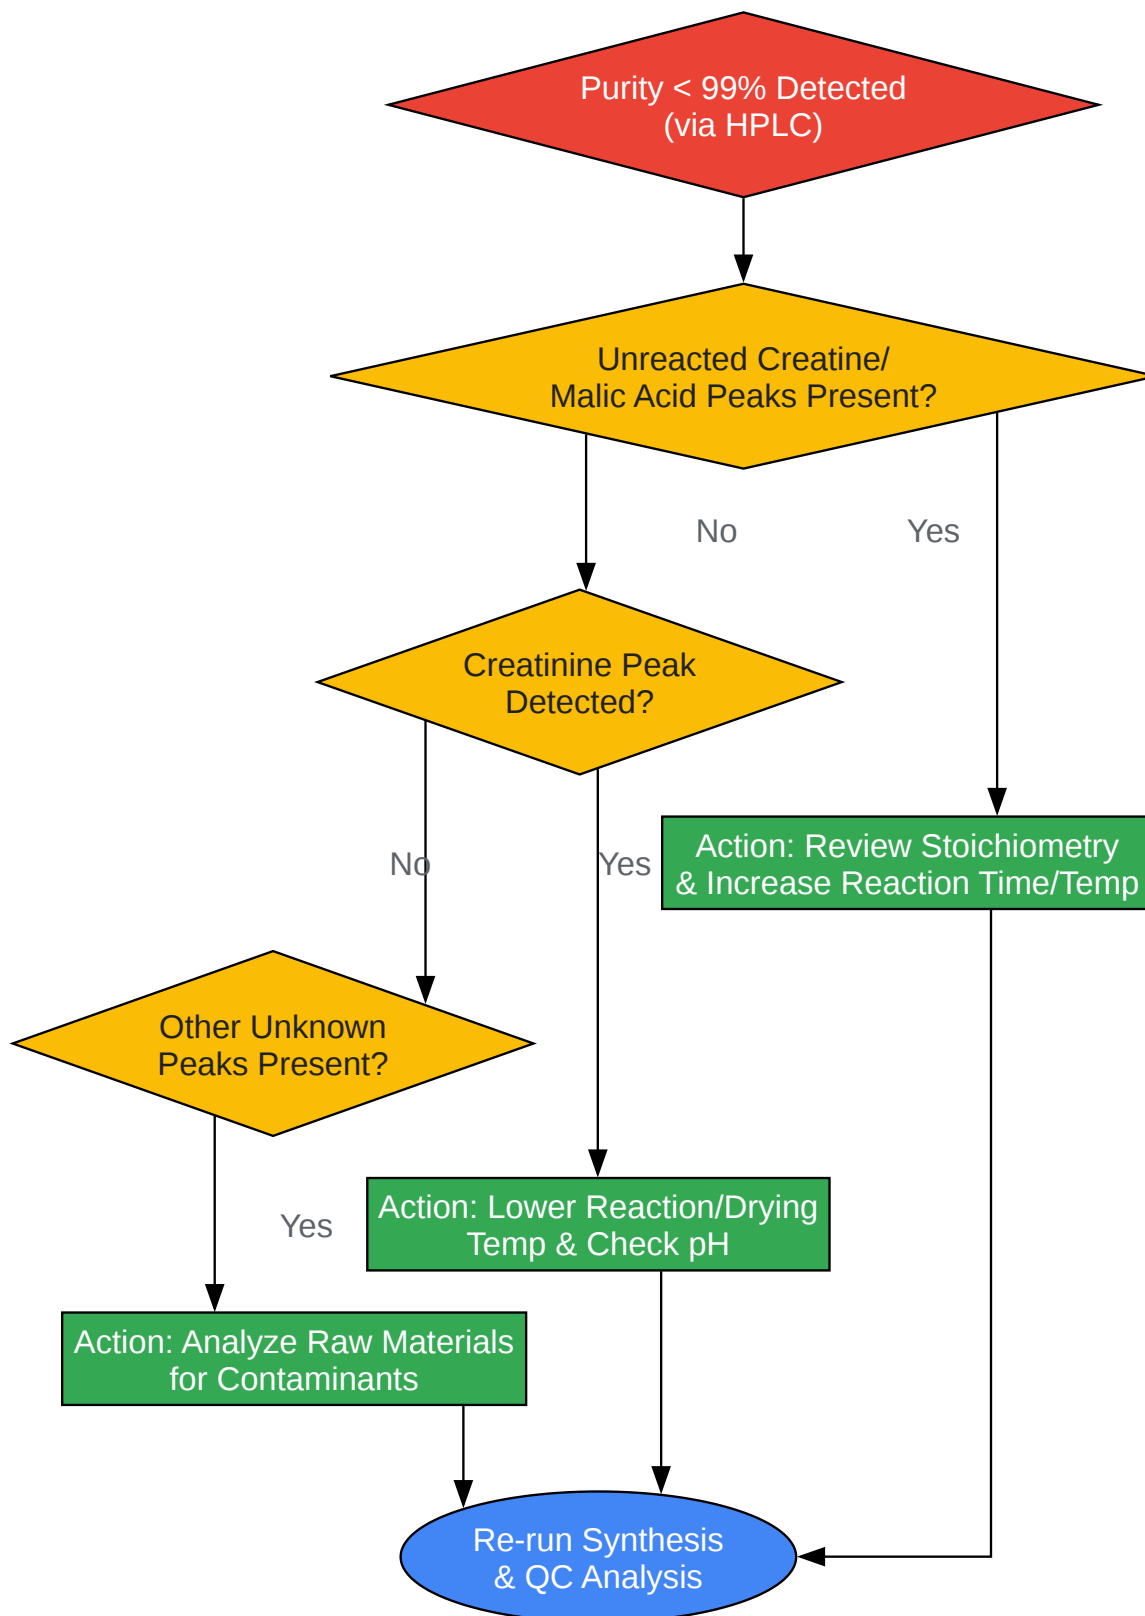 Purity < 99% Detected
(via HPLC)
Unreacted Creatine/
Malic Acid Peaks Present?
No
Yes
Creatinine Peak
Detected?
No
Yes
Action: Review Stoichiometry
& Increase Reaction Time/Temp
Other Unknown
Peaks Present?
Yes
Action: Lower Reaction/Drying
Temp & Check pH
Action: Analyze Raw Materials
for Contaminants
Re-run Synthesis
& QC Analysis